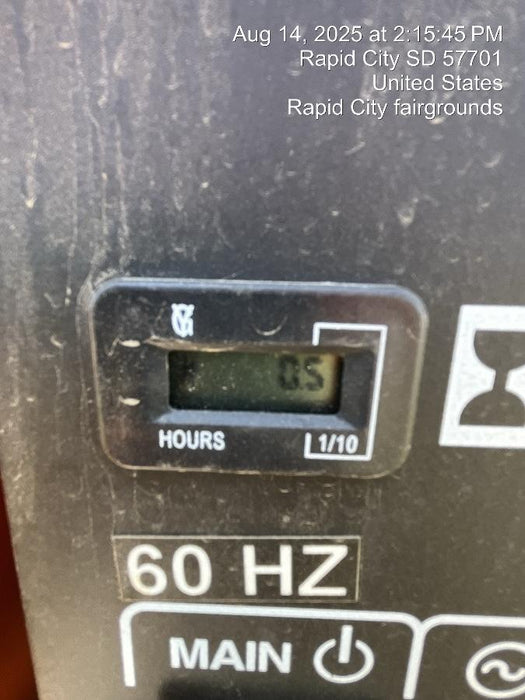 Aug 14, 2025 at 2:15:45 PM
Rapid City SD 57701
United States
Rapid City fairgrounds
0.5
HOURS
1/10
60 HZ
MAIN